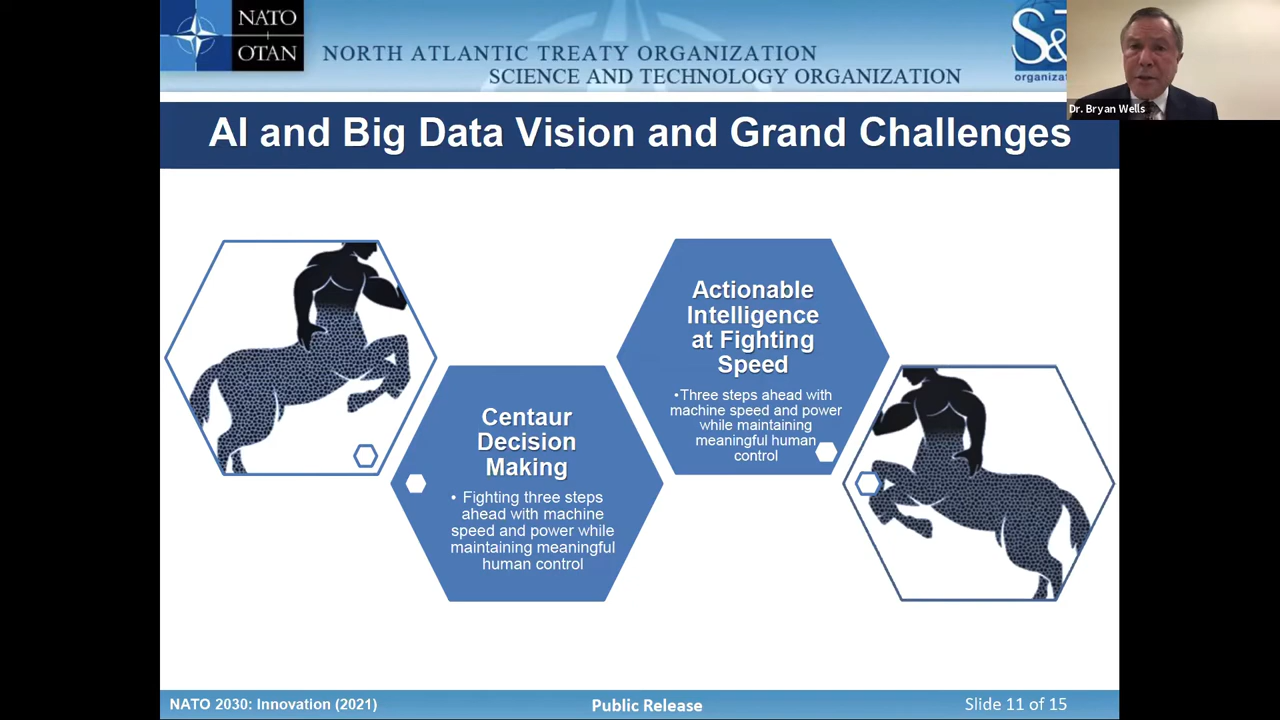 NATO
OTAN
NORTH ATLANTIC TREATY ORGANIZATION
SCIENCE AND TECHNOLOGY ORGANIZATION
S&
organiza
Dr. Bryan Wells
AI and Big Data Vision and Grand Challenges
Centaur
Decision
Making
• Fighting three steps
ahead with machine
speed and power while
maintaining meaningful
human control
Actionable
Intelligence
at Fighting
Speed
•Three steps ahead with
machine speed and power
while maintaining
meaningful human
control
NATO 2030: Innovation (2021)
Public Release
Slide 11 of 15